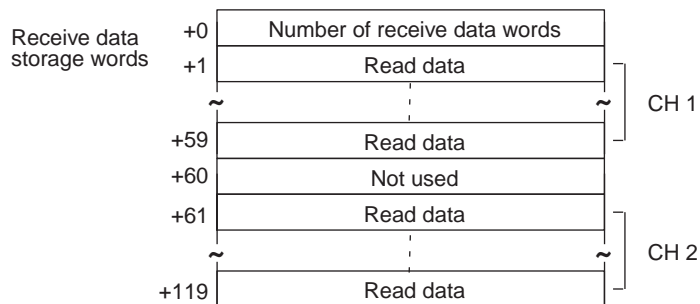 Receive data
storage words
+0 Number of receive data words
+1 Read data
CH 1
+59 Read data
+60 Not used
+61 Read data
CH 2
+119 Read data